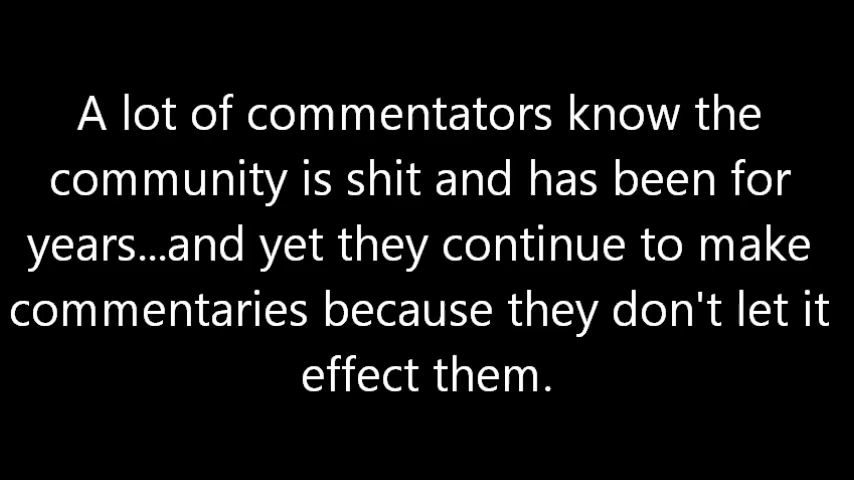 A lot of commentators know the
community is shit and has been for
years...and yet they continue to make
commentaries because they don't let it
effect them.